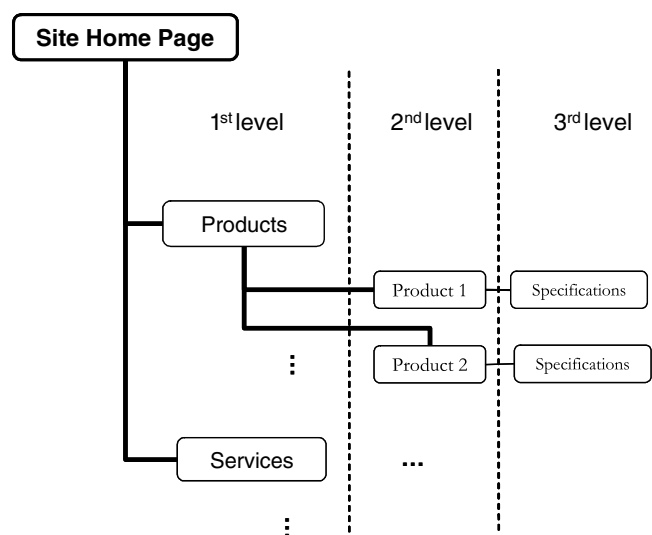 Site Home Page
1st level
2nd level
3rd level
Products
Product 1
Specifications
⋮
Product 2
Specifications
Services
...
⋮